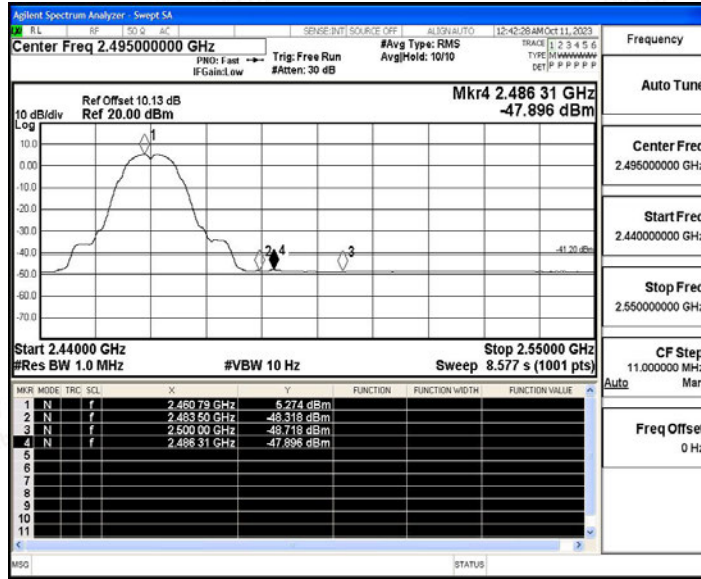 Agilent Spectrum Analyzer - Swept SA
RL RF 50 Ω AC SENSE:INT SOURCE OFF ALIGN AUTO 12:42:28 AM Oct 11, 2023
Center Freq 2.495000000 GHz #Avg Type: RMS TRACE 1 2 3 4 5 6
PNO: Fast Trig: Free Run Avg|Hold: 10/10 TYPE M W W W W W
IFGain:Low #Atten: 30 dB DET P P P P P P
Mkr4 2.486 31 GHz
-47.896 dBm
Ref Offset 10.13 dB
10 dB/div Ref 20.00 dBm
Log
10.0
0.00
-10.0
-20.0
-30.0
-40.0
-50.0
-60.0
-70.0
1
2
4
3
-41.20 dBm
Start 2.44000 GHz Stop 2.55000 GHz
#Res BW 1.0 MHz #VBW 10 Hz Sweep 8.577 s (1001 pts)
MKR MODE TRC SCL X Y FUNCTION FUNCTION WIDTH FUNCTION VALUE
1 N f 2.460 79 GHz 5.274 dBm
2 N f 2.483 50 GHz -48.318 dBm
3 N f 2.500 00 GHz -48.718 dBm
4 N f 2.486 31 GHz -47.896 dBm
5
6
7
8
9
10
11
MSG STATUS
Frequency
Auto Tune
Center Freq
2.495000000 GHz
Start Freq
2.440000000 GHz
Stop Freq
2.550000000 GHz
CF Step
11.000000 MHz
Auto Man
Freq Offset
0 Hz